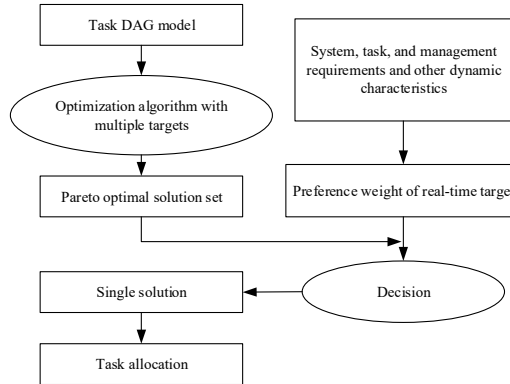 Task DAG model
System, task, and management
requirements and other dynamic
characteristics
Optimization algorithm with
multiple targets
Pareto optimal solution set
Preference weight of real-time targe
Single solution
Decision
Task allocation